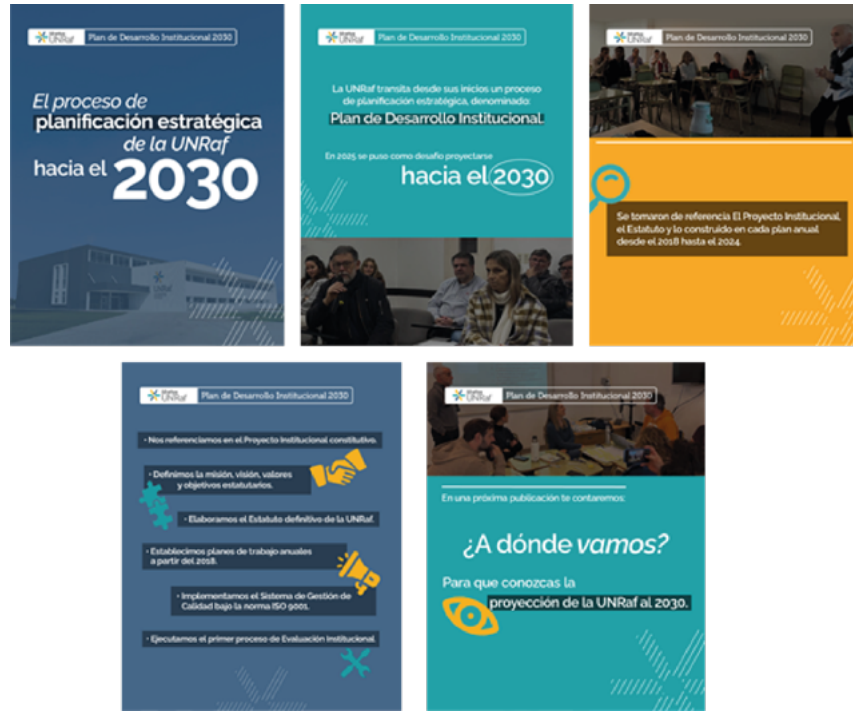 UNRaf Plan de Desarrollo Institucional 2030
El proceso de
planificación estratégica
de la UNRaf
hacia el 2030
UNRaf
UNRaf Plan de Desarrollo Institucional 2030
La UNRaf transita desde sus inicios un proceso
de planificación estratégica, denominado:
Plan de Desarrollo Institucional.
En 2025 se puso como desafío proyectarse
hacia el 2030
UNRaf Plan de Desarrollo Institucional 2030
Se tomaron de referencia El Proyecto Institucional,
el Estatuto y lo construido en cada plan anual
desde el 2018 hasta el 2024.
UNRaf Plan de Desarrollo Institucional 2030
• Nos referenciamos en el Proyecto Institucional constitutivo.
• Definimos la misión, visión, valores
y objetivos estatutarios.
• Elaboramos el Estatuto definitivo de la UNRaf.
• Establecimos planes de trabajo anuales
a partir del 2018.
• Implementamos el Sistema de Gestión de
Calidad bajo la norma ISO 9001.
• Ejecutamos el primer proceso de Evaluación Institucional.
UNRaf Plan de Desarrollo Institucional 2030
En una próxima publicación te contaremos:
¿A dónde vamos?
Para que conozcas la
proyección de la UNRaf al 2030.